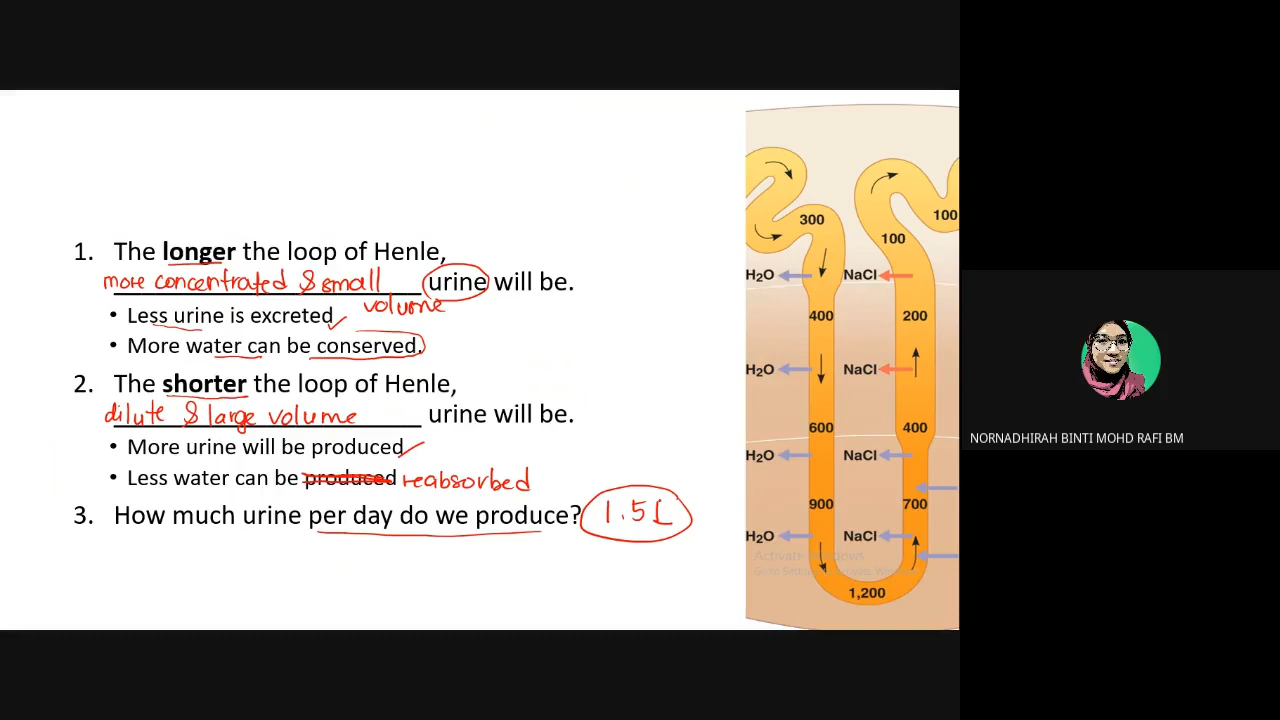 1. The longer the loop of Henle,
more concentrated & small volume urine will be.
• Less urine is excreted
• More water can be conserved.
2. The shorter the loop of Henle,
dilute & large volume urine will be.
• More urine will be produced
• Less water can be produced reabsorbed
3. How much urine per day do we produce? 1.5L
300
100
100
H2O NaCl
400 200
H2O NaCl
600 400
H2O NaCl
900 700
H2O NaCl
1,200
Activate Windows
NORNADHIRAH BINTI MOHD RAFI BM